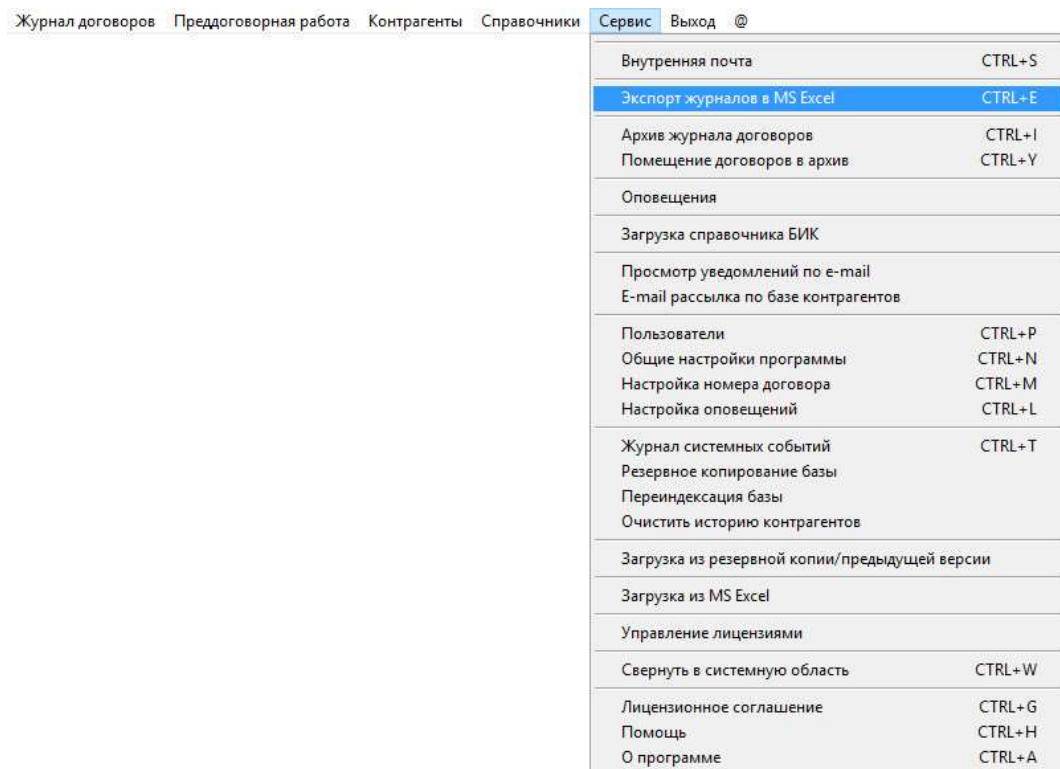 Журнал договоров Преддоговорная работа Контрагенты Справочники Сервис Выход @
Внутренняя почта CTRL+S
Экспорт журналов в MS Excel CTRL+E
Архив журнала договоров CTRL+I
Помещение договоров в архив CTRL+Y
Оповещения
Загрузка справочника БИК
Просмотр уведомлений по e-mail
E-mail рассылка по базе контрагентов
Пользователи CTRL+P
Общие настройки программы CTRL+N
Настройка номера договора CTRL+M
Настройка оповещений CTRL+L
Журнал системных событий CTRL+T
Резервное копирование базы
Переиндексация базы
Очистить историю контрагентов
Загрузка из резервной копии/предыдущей версии
Загрузка из MS Excel
Управление лицензиями
Свернуть в системную область CTRL+W
Лицензионное соглашение CTRL+G
Помощь CTRL+H
О программе CTRL+A